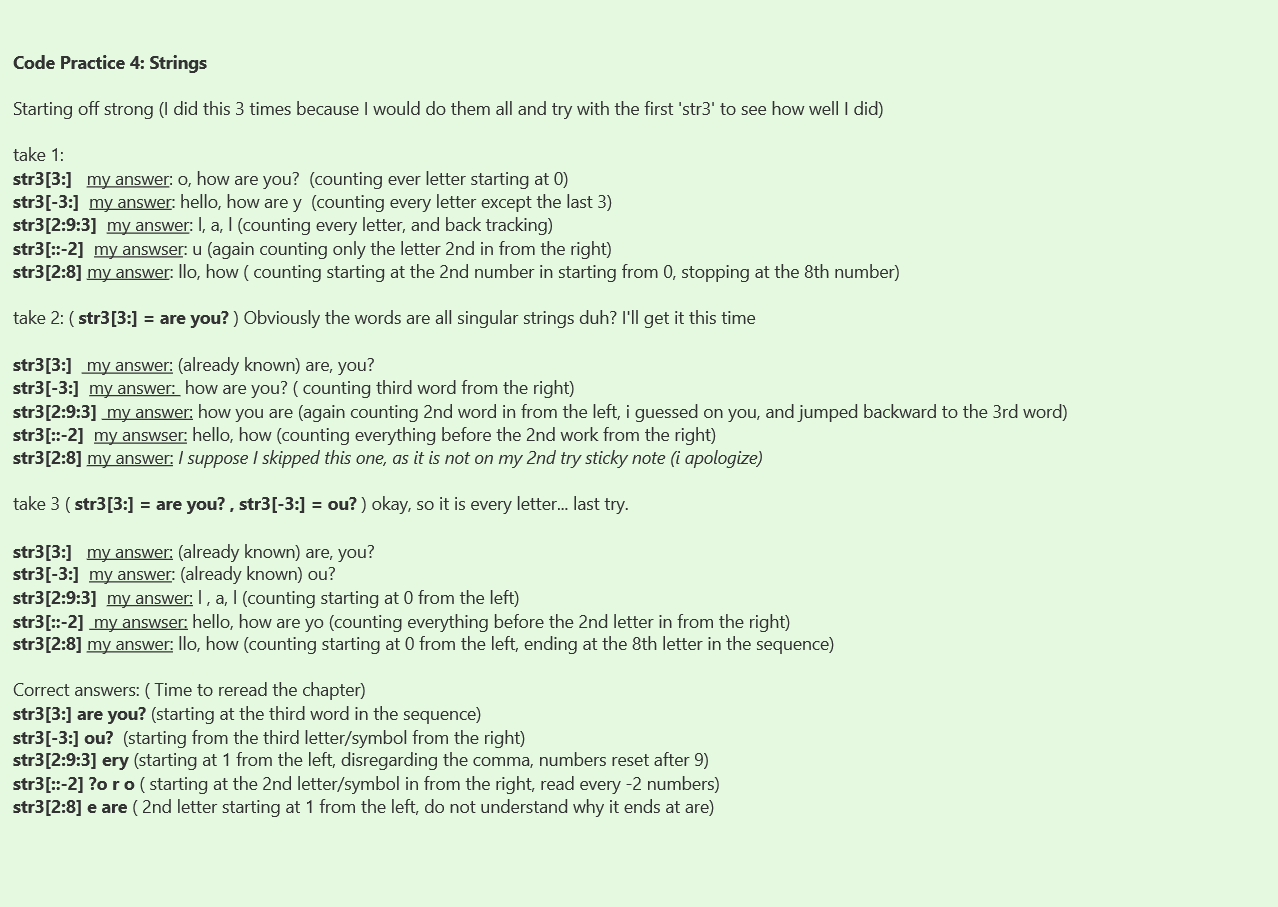 Code Practice 4: Strings
Starting off strong (I did this 3 times because I would do them all and try with the first 'str3' to see how well I did)
take 1:
str3[3:] my answer: o, how are you? (counting ever letter starting at 0)
str3[-3:] my answer: hello, how are y (counting every letter except the last 3)
str3[2:9:3] my answer: l, a, l (counting every letter, and back tracking)
str3[::-2] my answser: u (again counting only the letter 2nd in from the right)
str3[2:8] my answer: llo, how ( counting starting at the 2nd number in starting from 0, stopping at the 8th number)
take 2: ( str3[3:] = are you? ) Obviously the words are all singular strings duh? I'll get it this time
str3[3:] my answer: (already known) are, you?
str3[-3:] my answer: how are you? ( counting third word from the right)
str3[2:9:3] my answer: how you are (again counting 2nd word in from the left, i guessed on you, and jumped backward to the 3rd word)
str3[::-2] my answser: hello, how (counting everything before the 2nd work from the right)
str3[2:8] my answer: I suppose I skipped this one, as it is not on my 2nd try sticky note (i apologize)
take 3 ( str3[3:] = are you? , str3[-3:] = ou? ) okay, so it is every letter... last try.
str3[3:] my answer: (already known) are, you?
str3[-3:] my answer: (already known) ou?
str3[2:9:3] my answer: l , a, l (counting starting at 0 from the left)
str3[::-2] my answser: hello, how are yo (counting everything before the 2nd letter in from the right)
str3[2:8] my answer: llo, how (counting starting at 0 from the left, ending at the 8th letter in the sequence)
Correct answers: ( Time to reread the chapter)
str3[3:] are you? (starting at the third word in the sequence)
str3[-3:] ou? (starting from the third letter/symbol from the right)
str3[2:9:3] ery (starting at 1 from the left, disregarding the comma, numbers reset after 9)
str3[::-2] ?o r o ( starting at the 2nd letter/symbol in from the right, read every -2 numbers)
str3[2:8] e are ( 2nd letter starting at 1 from the left, do not understand why it ends at are)